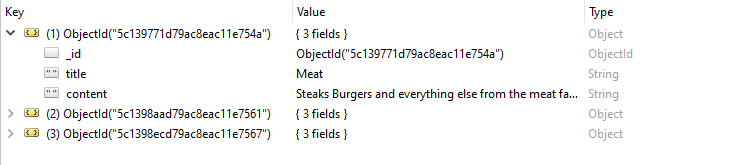 Key Value Type
(1) ObjectId("5c139771d79ac8eac11e754a") { 3 fields } Object
_id ObjectId("5c139771d79ac8eac11e754a") ObjectId
"" title Meat String
"" content Steaks Burgers and everything else from the meat fa... String
(2) ObjectId("5c1398aad79ac8eac11e7561") { 3 fields } Object
(3) ObjectId("5c1398ecd79ac8eac11e7567") { 3 fields } Object